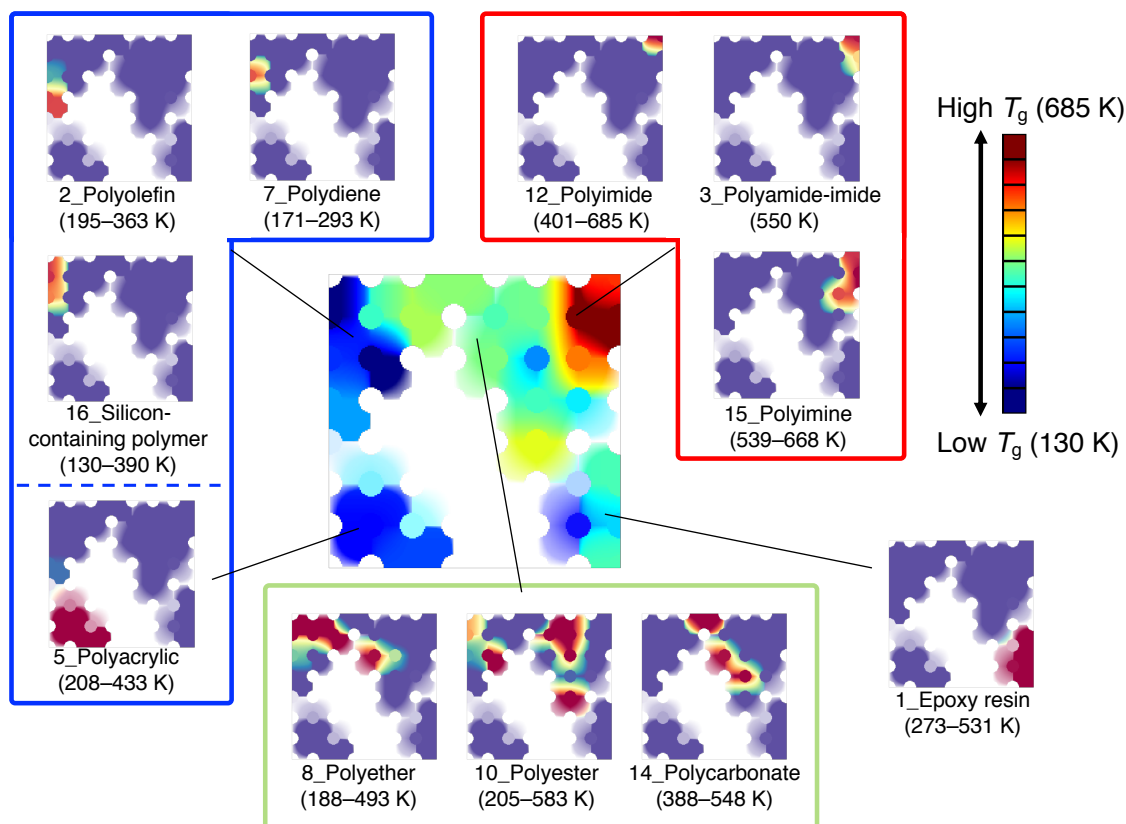 2_Polyolefin
(195–363 K)
7_Polydiene
(171–293 K)
12_Polyimide
(401–685 K)
3_Polyamide-imide
(550 K)
High Tg (685 K)
16_Silicon-
containing polymer
(130–390 K)
15_Polyimine
(539–668 K)
Low Tg (130 K)
5_Polyacrylic
(208–433 K)
8_Polyether
(188–493 K)
10_Polyester
(205–583 K)
14_Polycarbonate
(388–548 K)
1_Epoxy resin
(273–531 K)